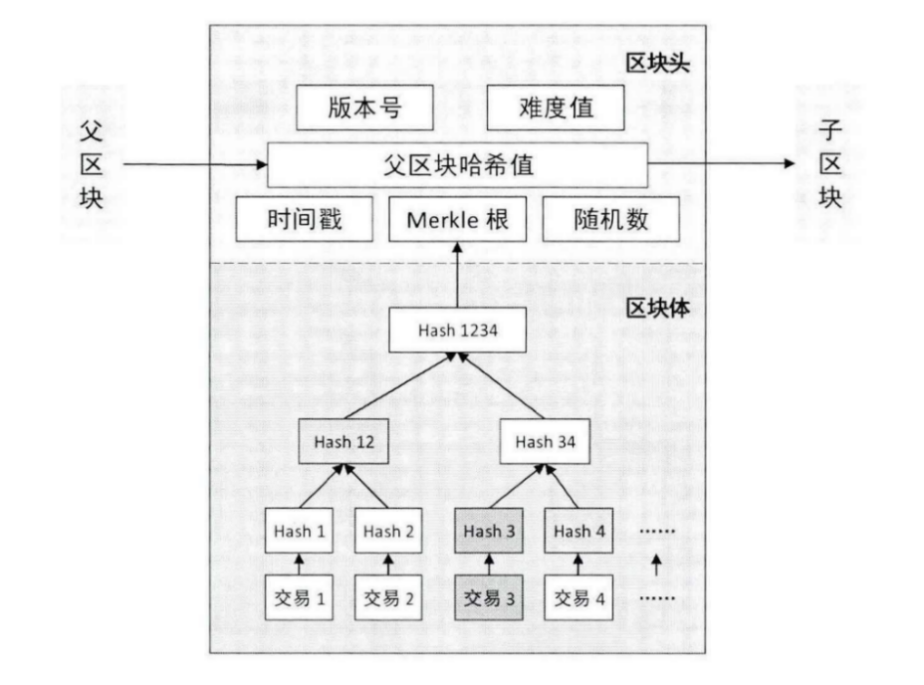 区块头
版本号
难度值
父区块
父区块哈希值
子区块
时间戳
Merkle 根
随机数
区块体
Hash 1234
Hash 12
Hash 34
Hash 1
Hash 2
Hash 3
Hash 4
……
交易 1
交易 2
交易 3
交易 4
……